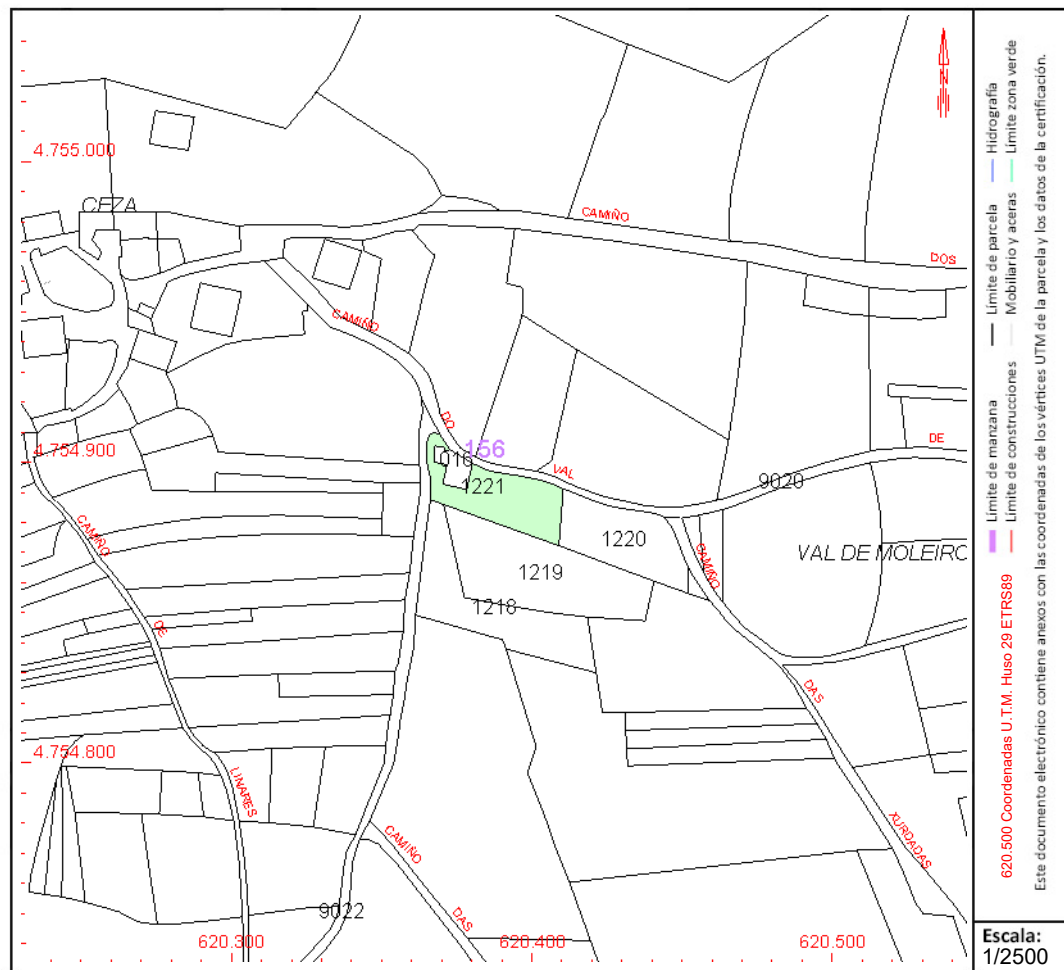 4.755.000
CEZA
CAMIÑO
DOS
CAMIÑO
DO
156
4.754.900
016
VAL
DE
1221
9020
CAMIÑO
1220
CAMIÑO
VAL DE MOLEIRO
1219
1218
DE
DAS
4.754.800
LINARES
CAMIÑO
XURDADAS
9022
DAS
620.300
620.400
620.500
Límite de manzana
Límite de parcela
Hidrografía
Límite de construcciones
Mobiliario y aceras
Límite zona verde
620.500 Coordenadas U.T.M. Huso 29 ETRS89
Este documento electrónico contiene anexos con las coordenadas de los vértices UTM de la parcela y los datos de la certificación.
N
Escala:
1/2500